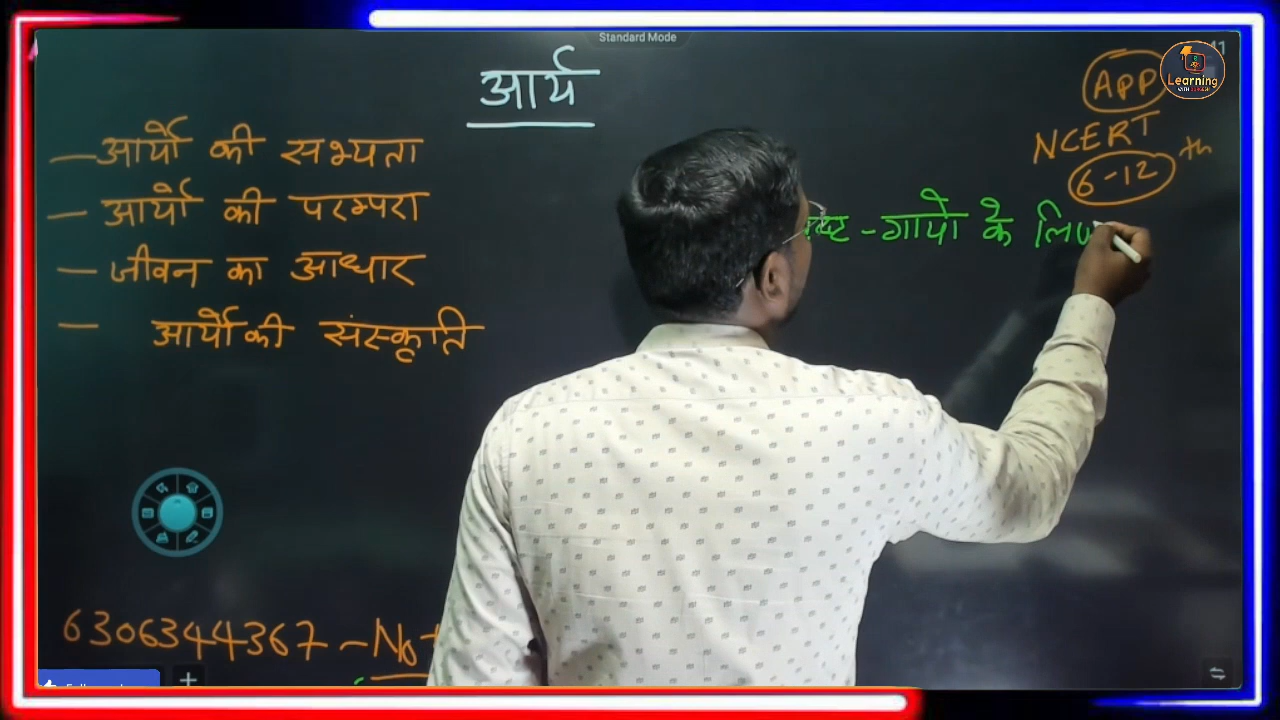 Standard Mode
आर्य
APP
Learning
NCERT
6-12th
— आर्यो की सभ्यता
— आर्यो की परम्परा
— जीवन का आधार
— आर्यो की संस्कृति
- गायो के लिए
6306344367 -